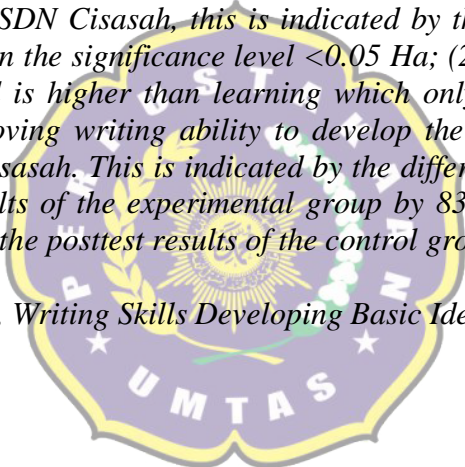 SDN Cisasah, this is indicated by th
n the significance level <0.05 Ha; (2
is higher than learning which only
oving writing ability to develop the
sasah. This is indicated by the differ
lts of the experimental group by 83
the posttest results of the control gro
Writing Skills Developing Basic Ide
PERPUSTAKAAN
UMTAS